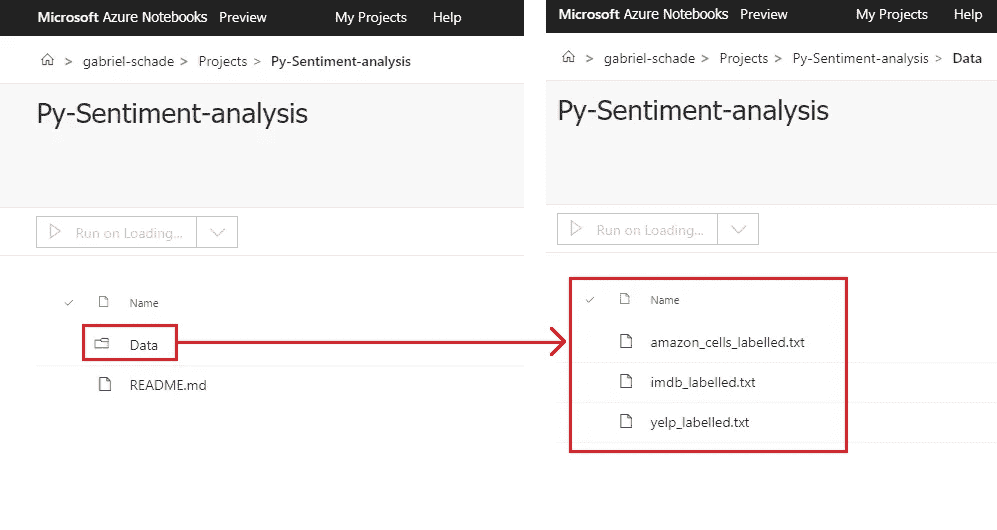 Microsoft Azure Notebooks Preview My Projects Help
> gabriel-schade > Projects > Py-Sentiment-analysis
Py-Sentiment-analysis
Run on Loading...
Name
Data
README.md
Microsoft Azure Notebooks Preview My Projects Help
> gabriel-schade > Projects > Py-Sentiment-analysis > Data
Py-Sentiment-analysis
Run on Loading...
Name
amazon_cells_labelled.txt
imdb_labelled.txt
yelp_labelled.txt